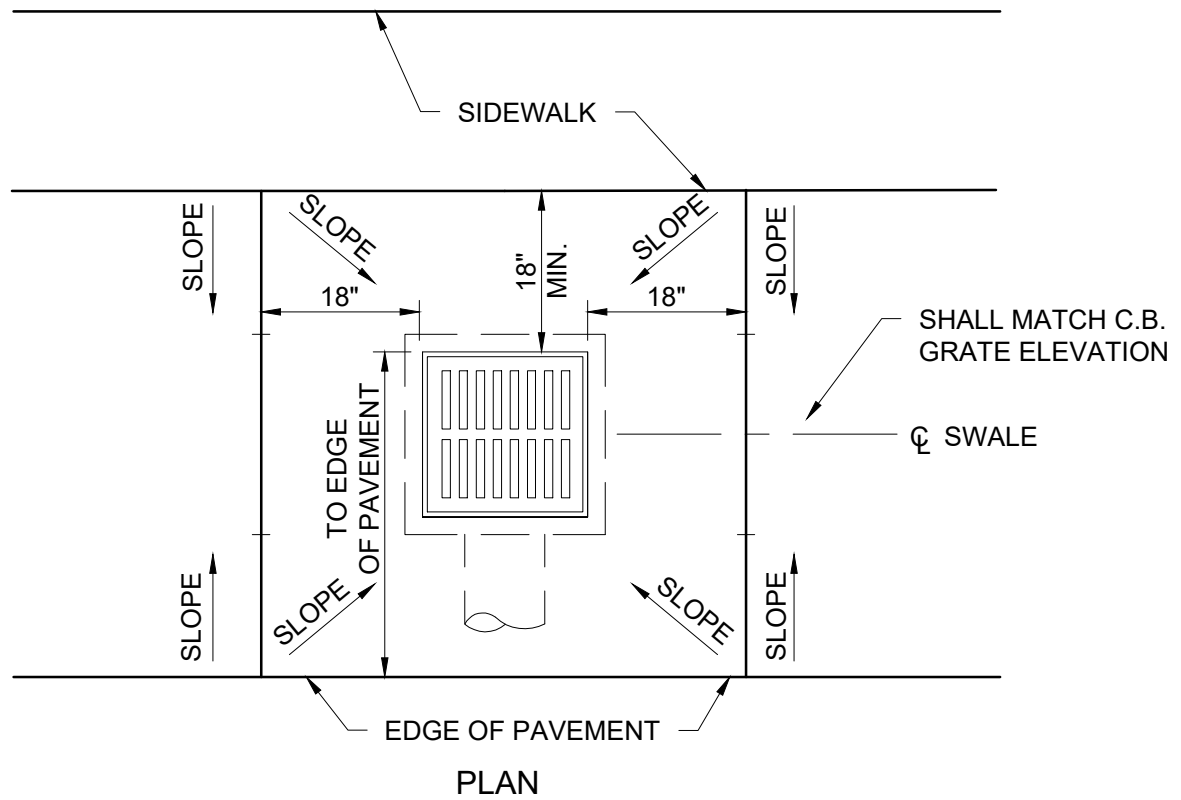 SIDEWALK
SLOPE
SLOPE
SLOPE
SLOPE
18"
18"
MIN.
18"
SHALL MATCH C.B.
GRATE ELEVATION
℄ SWALE
TO EDGE
OF PAVEMENT
SLOPE
SLOPE
SLOPE
SLOPE
EDGE OF PAVEMENT
PLAN